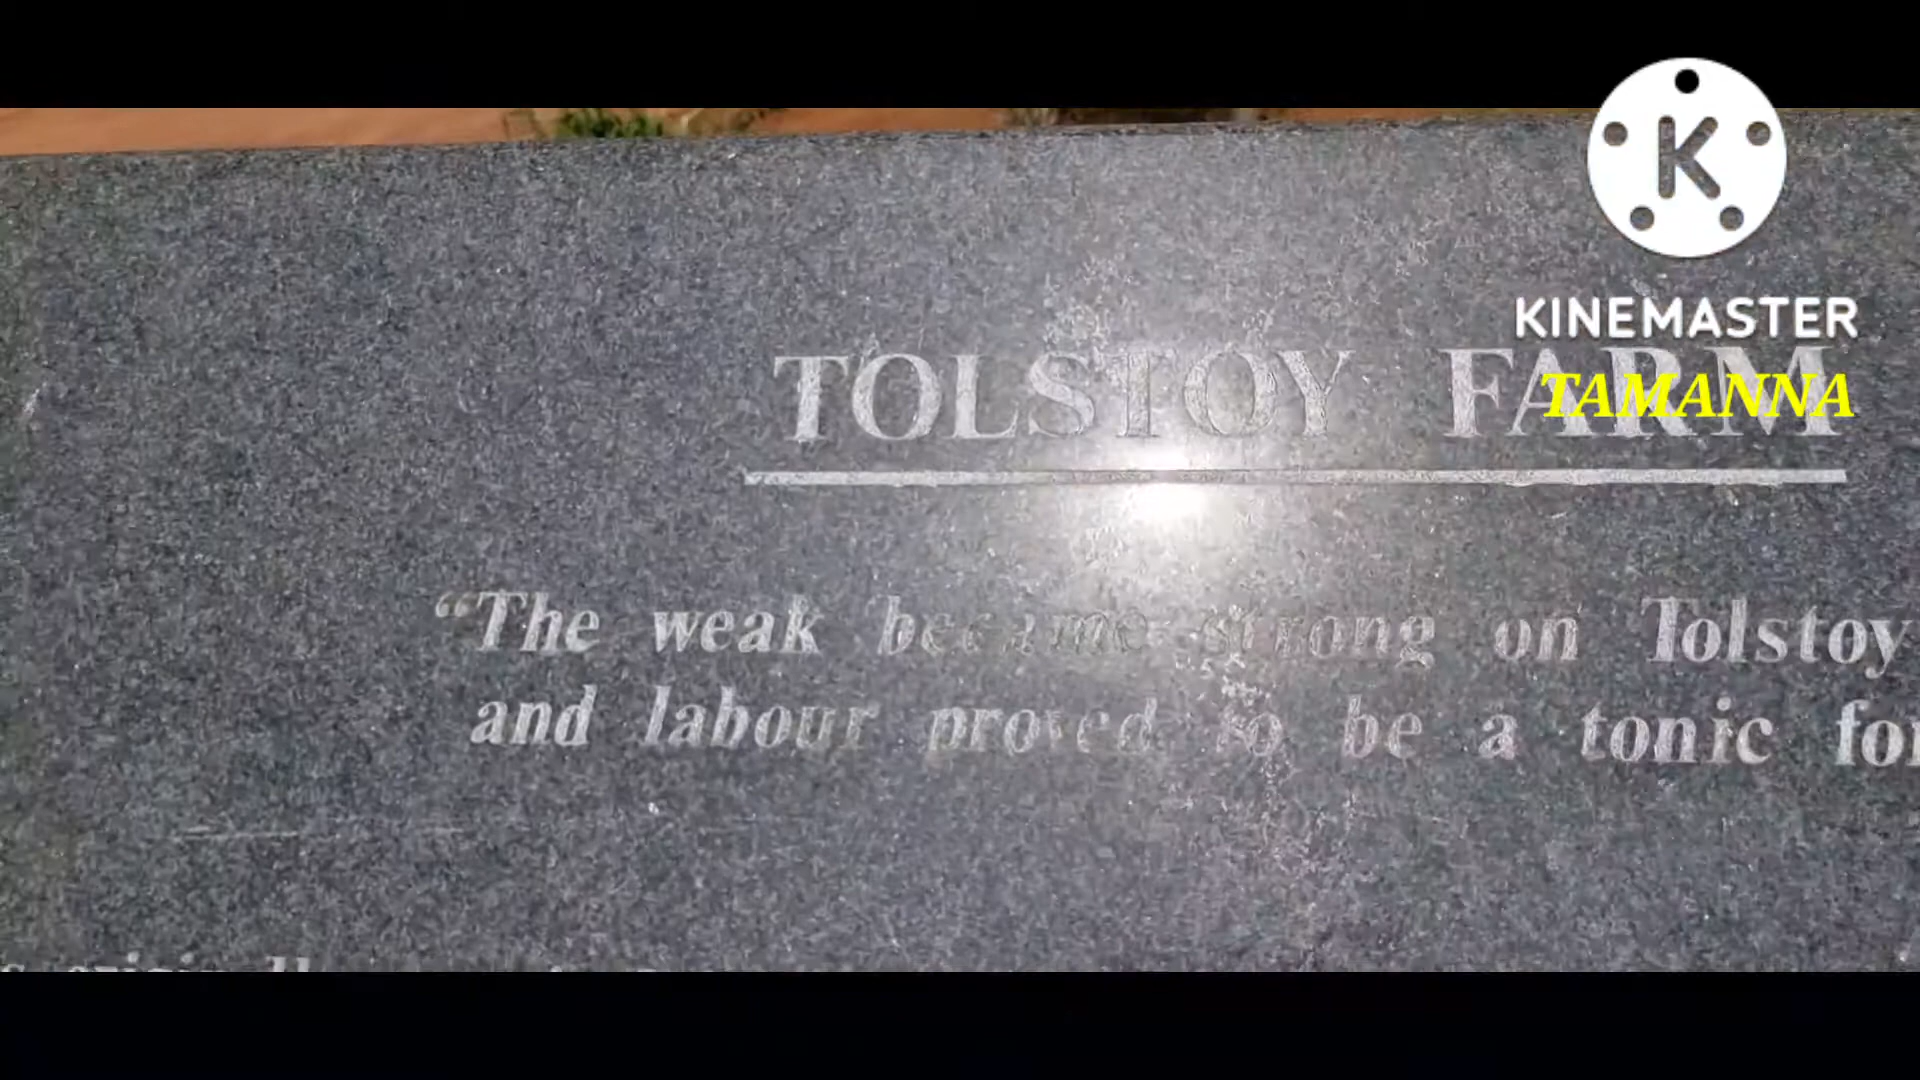 K
KINEMASTER
TOLSTOY FARM
TAMANNA
“The weak became strong on Tolstoy
and labour proved to be a tonic for